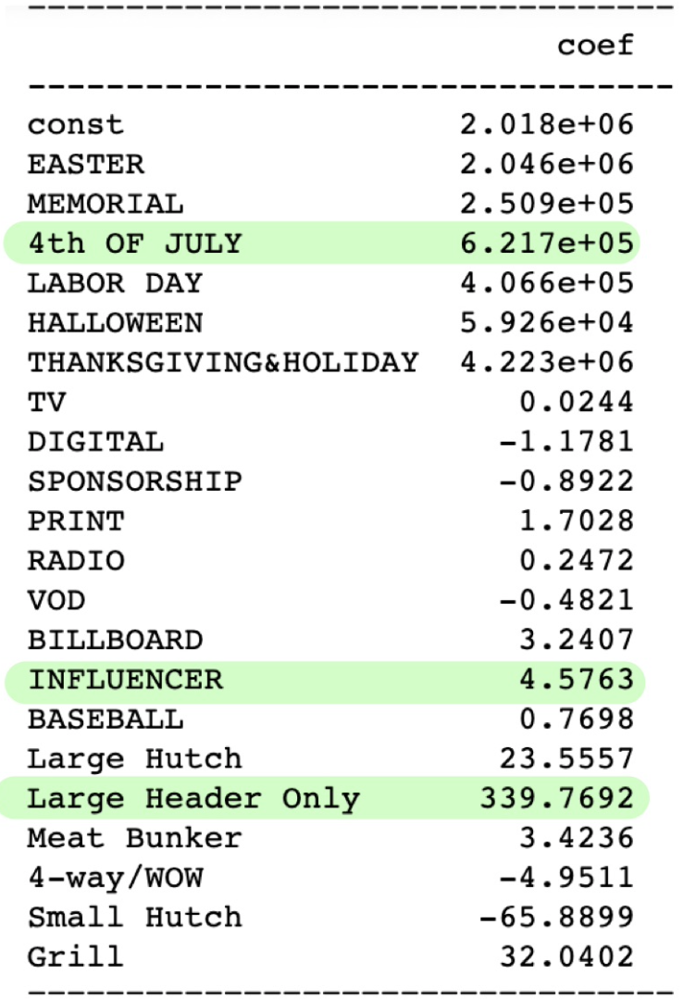 ----------------------------------
coef
----------------------------------
const 2.018e+06
EASTER 2.046e+06
MEMORIAL 2.509e+05
4th OF JULY 6.217e+05
LABOR DAY 4.066e+05
HALLOWEEN 5.926e+04
THANKSGIVING&HOLIDAY 4.223e+06
TV 0.0244
DIGITAL -1.1781
SPONSORSHIP -0.8922
PRINT 1.7028
RADIO 0.2472
VOD -0.4821
BILLBOARD 3.2407
INFLUENCER 4.5763
BASEBALL 0.7698
Large Hutch 23.5557
Large Header Only 339.7692
Meat Bunker 3.4236
4-way/WOW -4.9511
Small Hutch -65.8899
Grill 32.0402
----------------------------------